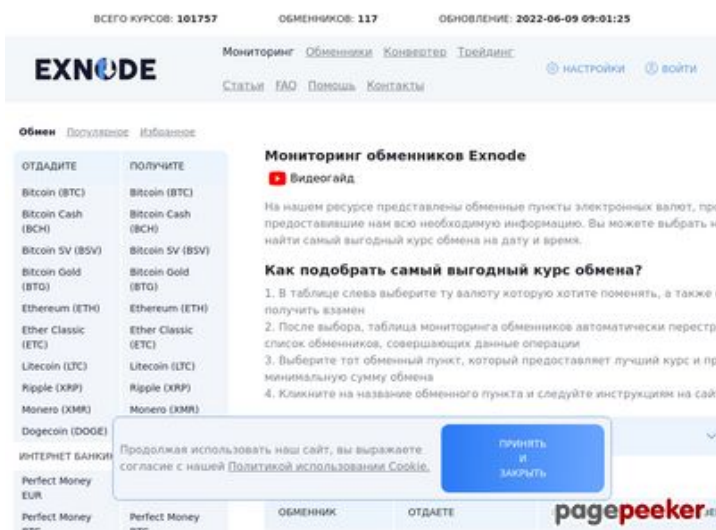 ВСЕГО КУРСОВ: 101757 ОБМЕННИКОВ: 117 ОБНОВЛЕНИЕ: 2022-06-09 09:01:25
EXNODE
Мониторинг Обменники Конвертер Трейдинг
Статьи FAQ Помощь Контакты
НАСТРОЙКИ ВОЙТИ
Обмен Популярное Избранное
ОТДАДИТЕ ПОЛУЧИТЕ
Bitcoin (BTC) Bitcoin (BTC)
Bitcoin Cash Bitcoin Cash
(BCH) (BCH)
Bitcoin SV (BSV) Bitcoin SV (BSV)
Bitcoin Gold Bitcoin Gold
(BTG) (BTG)
Ethereum (ETH) Ethereum (ETH)
Ether Classic Ether Classic
(ETC) (ETC)
Litecoin (LTC) Litecoin (LTC)
Ripple (XRP) Ripple (XRP)
Monero (XMR) Monero (XMR)
Dogecoin (DOGE)
ИНТЕРНЕТ БАНКИ
Perfect Money
EUR
Perfect Money Perfect Money
Мониторинг обменников Exnode
Видеогайд
На нашем ресурсе представлены обменные пункты электронных валют,
предоставившие нам всю необходимую информацию. Вы можете выбрать
найти самый выгодный курс обмена на дату и время.
Как подобрать самый выгодный курс обмена?
1. В таблице слева выберите ту валюту которую хотите поменять, а также
получить взамен
2. После выбора, таблица мониторинга обменников автоматически
список обменников, совершающих данные операции
3. Выберите тот обменный пункт, который предоставляет лучший курс и
минимальную сумму обмена
4. Кликните на название обменного пункта и следуйте инструкциям на
Продолжая использовать наш сайт, вы выражаете
согласие с нашей Политикой использовании Cookie.
ПРИНЯТЬ
И
ЗАКРЫТЬ
ОБМЕННИК ОТДАЕТЕ
pagepeeker.